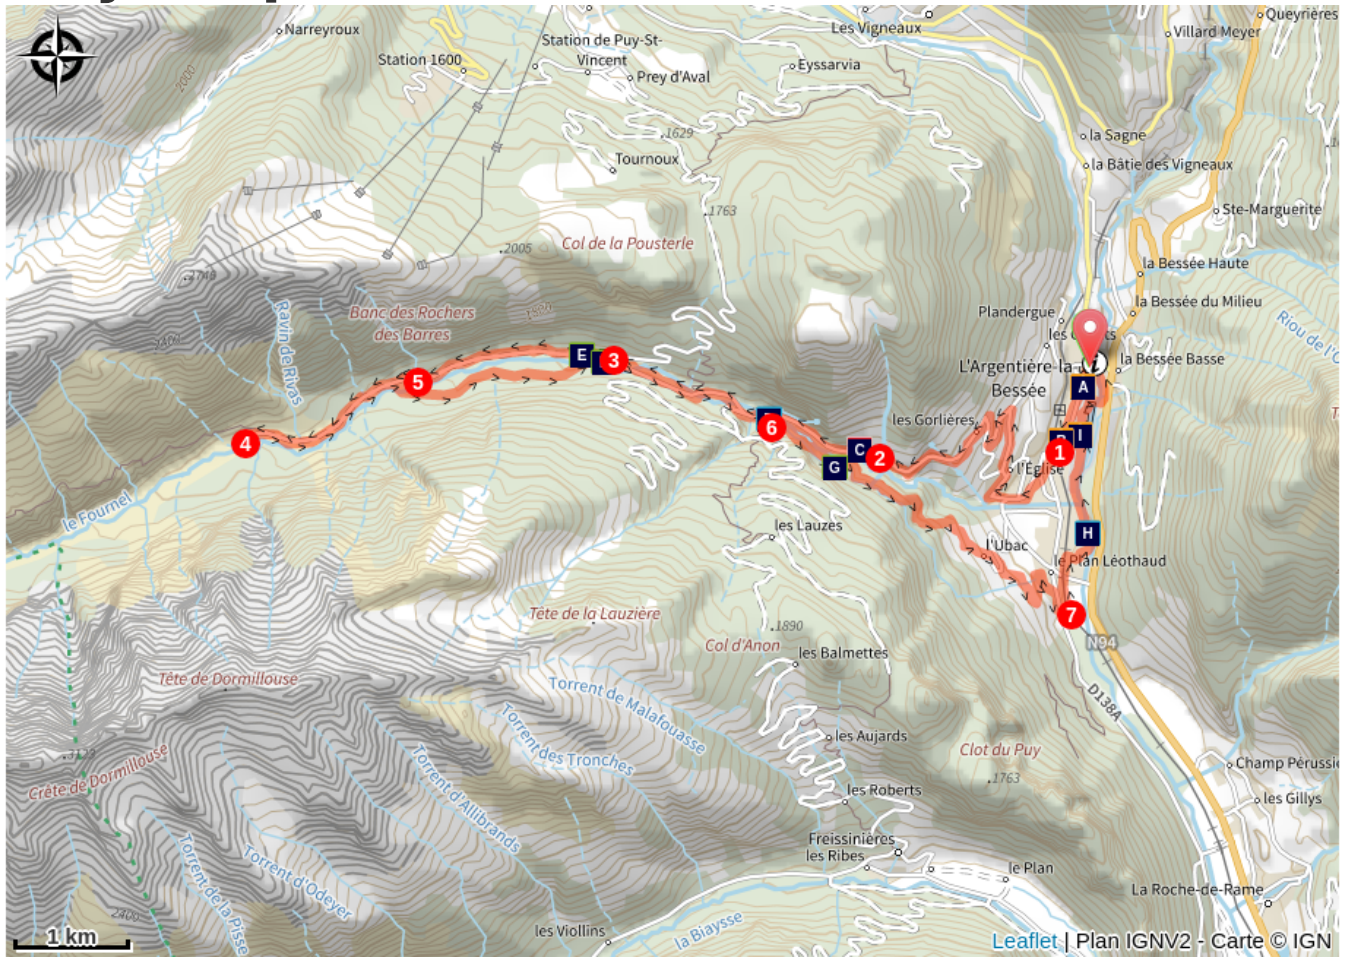 Narreyroux
Station de Puy-St-
Vincent
Les Vigneaux
Queyrières
Villard Meyer
Station 1600
Prey d'Aval
Eyssarvia
2000
1629
la Sagne
Tournoux
la Bâtie des Vigneaux
1763
Ste-Marguerite
2005
Col de la Pousterle
2746
la Bessée Haute
Ravin de Rivas
Banc des Rochers
des Barres
1800
la Bessée du Milieu
Plandergue
Riou de l'O
2400
E
3
L'Argentière-la-
Bessée
i
la Bessée Basse
5
A
les Gorlières
4
6
C
2
I
1
G
l'Église
le Fournel
les Lauzes
H
l'Ubac
le Plan Léothaud
Tête de la Lauzière
1890
7
Col d'Anon
N94
les Balmettes
Tête de Dormillouse
Torrent de Malafouasse
D138A
Torrent des Tronches
les Aujards
3122
Crête de Dormillouse
Clot du Puy
1763
Champ Pérussi
Torrent d'Allibrands
les Roberts
les Gillys
Torrent de la Pisse
Torrent d'Odeyer
Freissinières
les Ribes
le Plan
La Roche-de-Rame
2400
les Viollins
la Biaysse
1 km
Leaflet | Plan IGNV2 - Carte © IGN